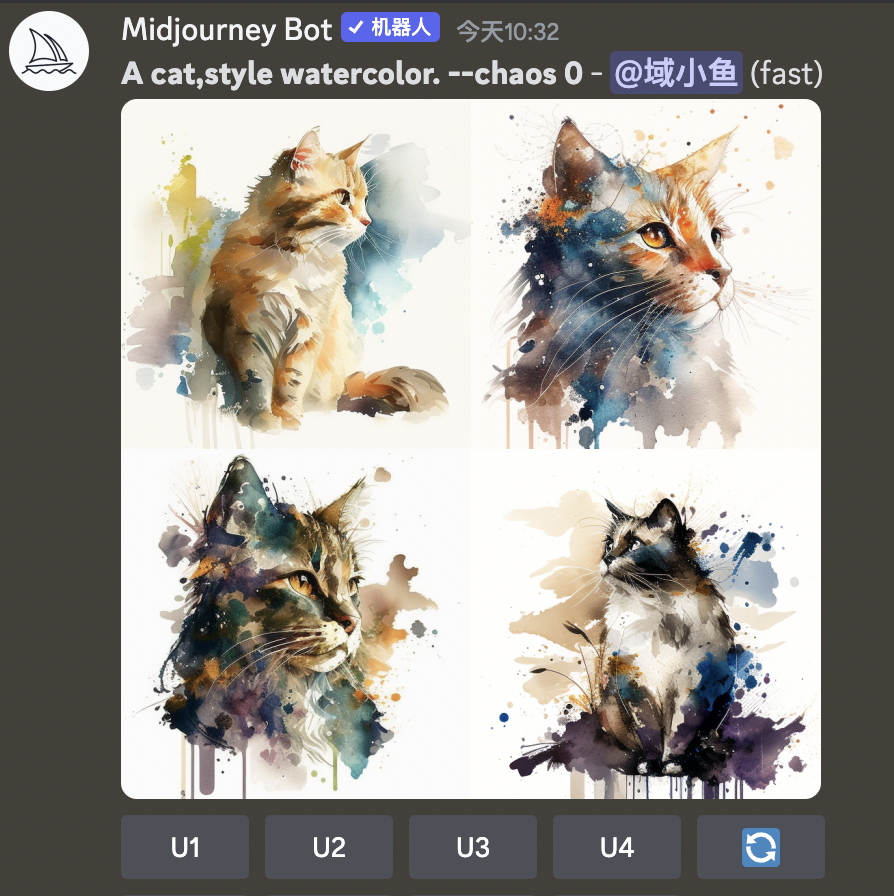 Midjourney Bot ✓ 机器人 今天10:32
A cat,style watercolor. --chaos 0 - @域小鱼 (fast)
U1 U2 U3 U4